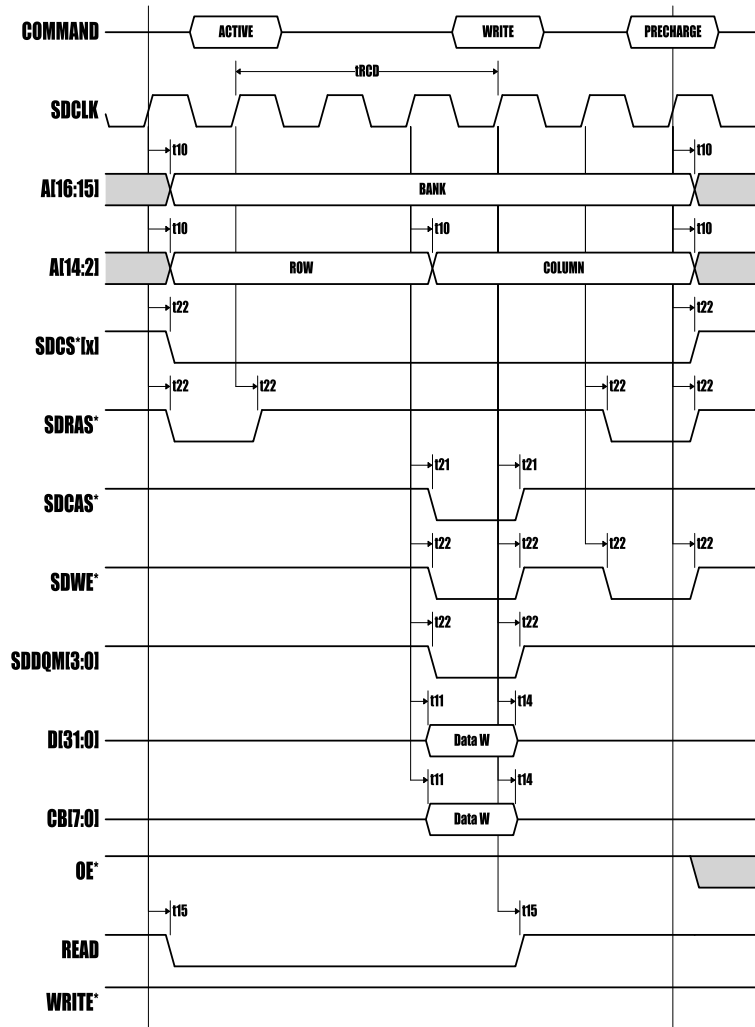 COMMAND ACTIVE WRITE PRECHARGE
tRCD
SDCLK
t10 t10
A[16:15] BANK
t10 t10 t10
A[14:2] ROW COLUMN
t22 t22
SDCS*[x]
t22 t22 t22 t22
SDRAS*
t21 t21
SDCAS*
t22 t22 t22 t22
SDWE*
t22 t22
SDDQM[3:0]
t11 t14
D[31:0] Data W
t11 t14
CB[7:0] Data W
OE*
t15 t15
READ
WRITE*